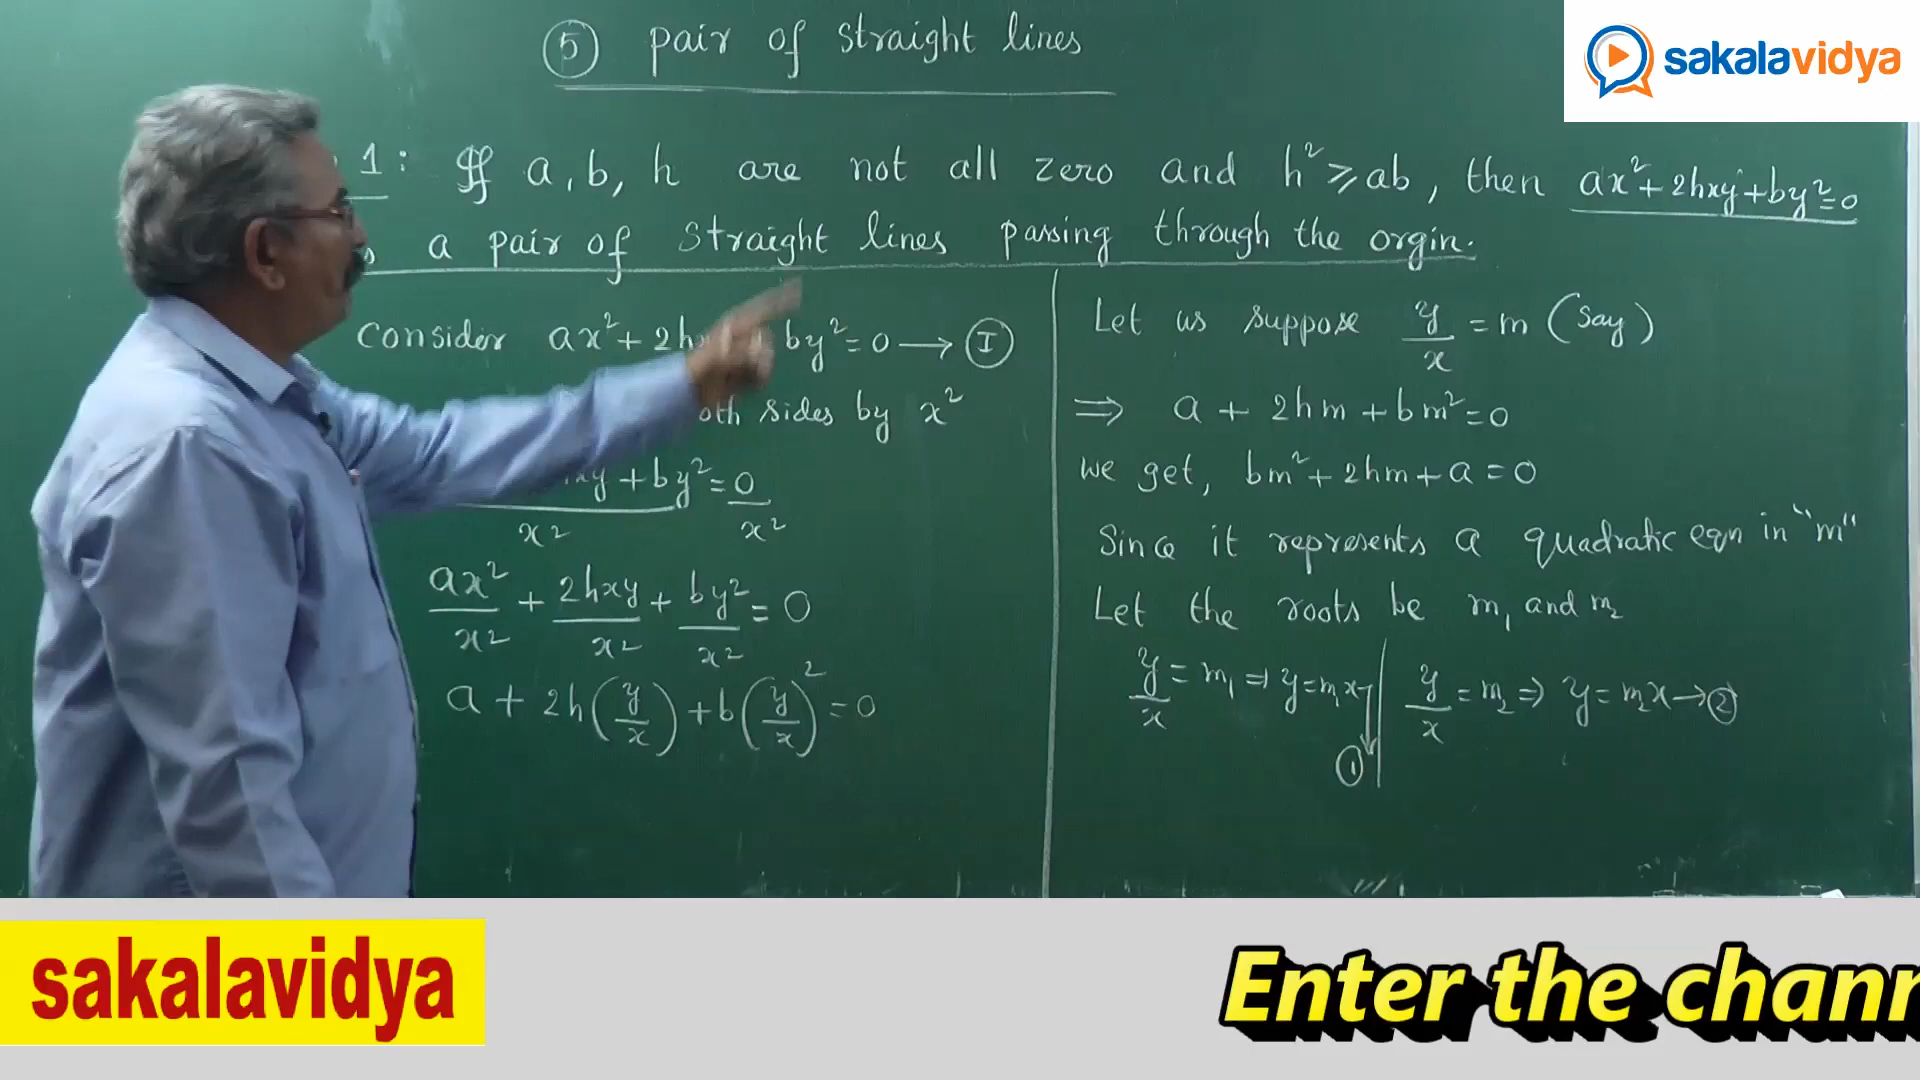 5 pair of straight lines
sakalavidya
1: If a, b, h are not all zero and h² ⩾ ab, then ax²+2hxy+by²=0
a pair of straight lines passing through the orgin.
Consider ax²+2hx by²=0 → I
oth sides by x²
xy+by²/x² = 0/x²
ax²/x² + 2hxy/x² + by²/x² = 0
a + 2h(y/x) + b(y/x)² = 0
Let us suppose y/x = m (Say)
⇒ a + 2hm + bm² = 0
we get, bm² + 2hm + a = 0
Since it represents a quadratic eqn in "m"
Let the roots be m₁ and m₂
y/x = m₁ ⇒ y = m₁x → 1
y/x = m₂ ⇒ y = m₂x → 2
sakalavidya
Enter the chann